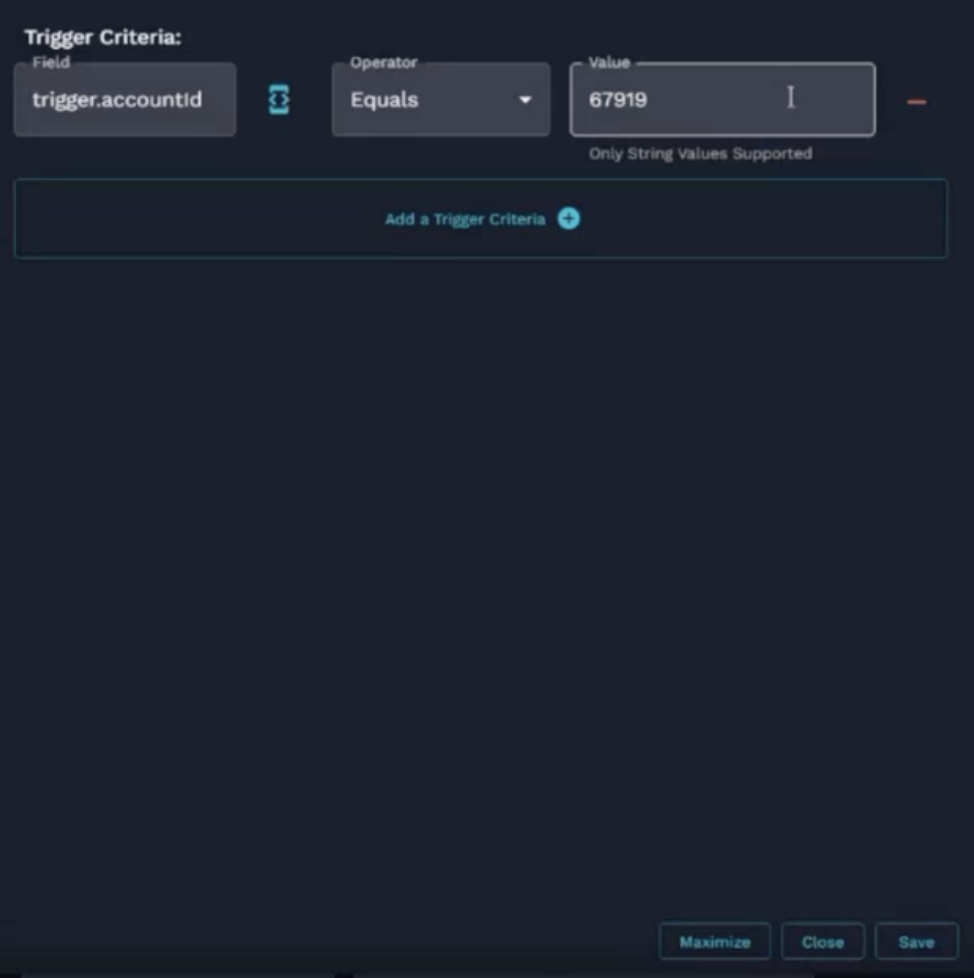 Trigger Criteria:
Field Operator Value
trigger.accountId Equals 67919
Only String Values Supported
Add a Trigger Criteria
Maximize Close Save